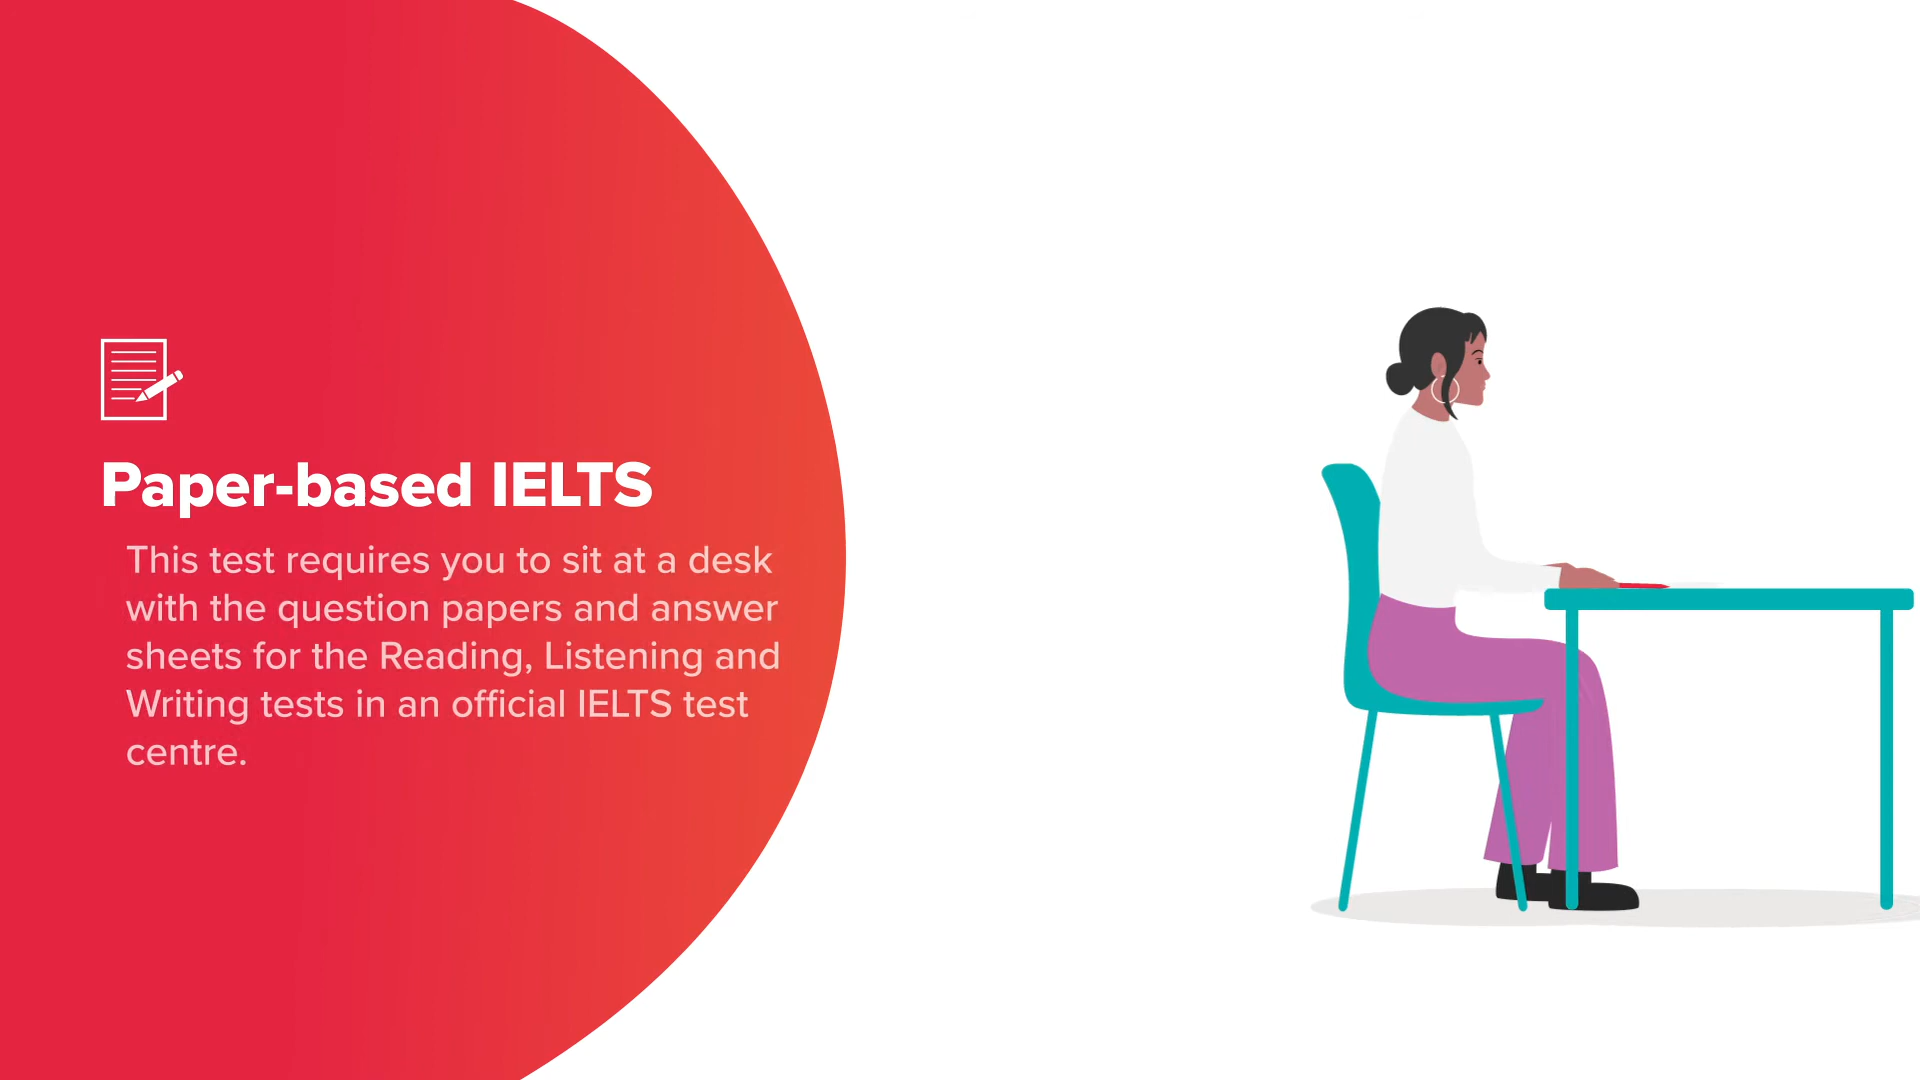 Paper-based IELTS
This test requires you to sit at a desk
with the question papers and answer
sheets for the Reading, Listening and
Writing tests in an official IELTS test
centre.